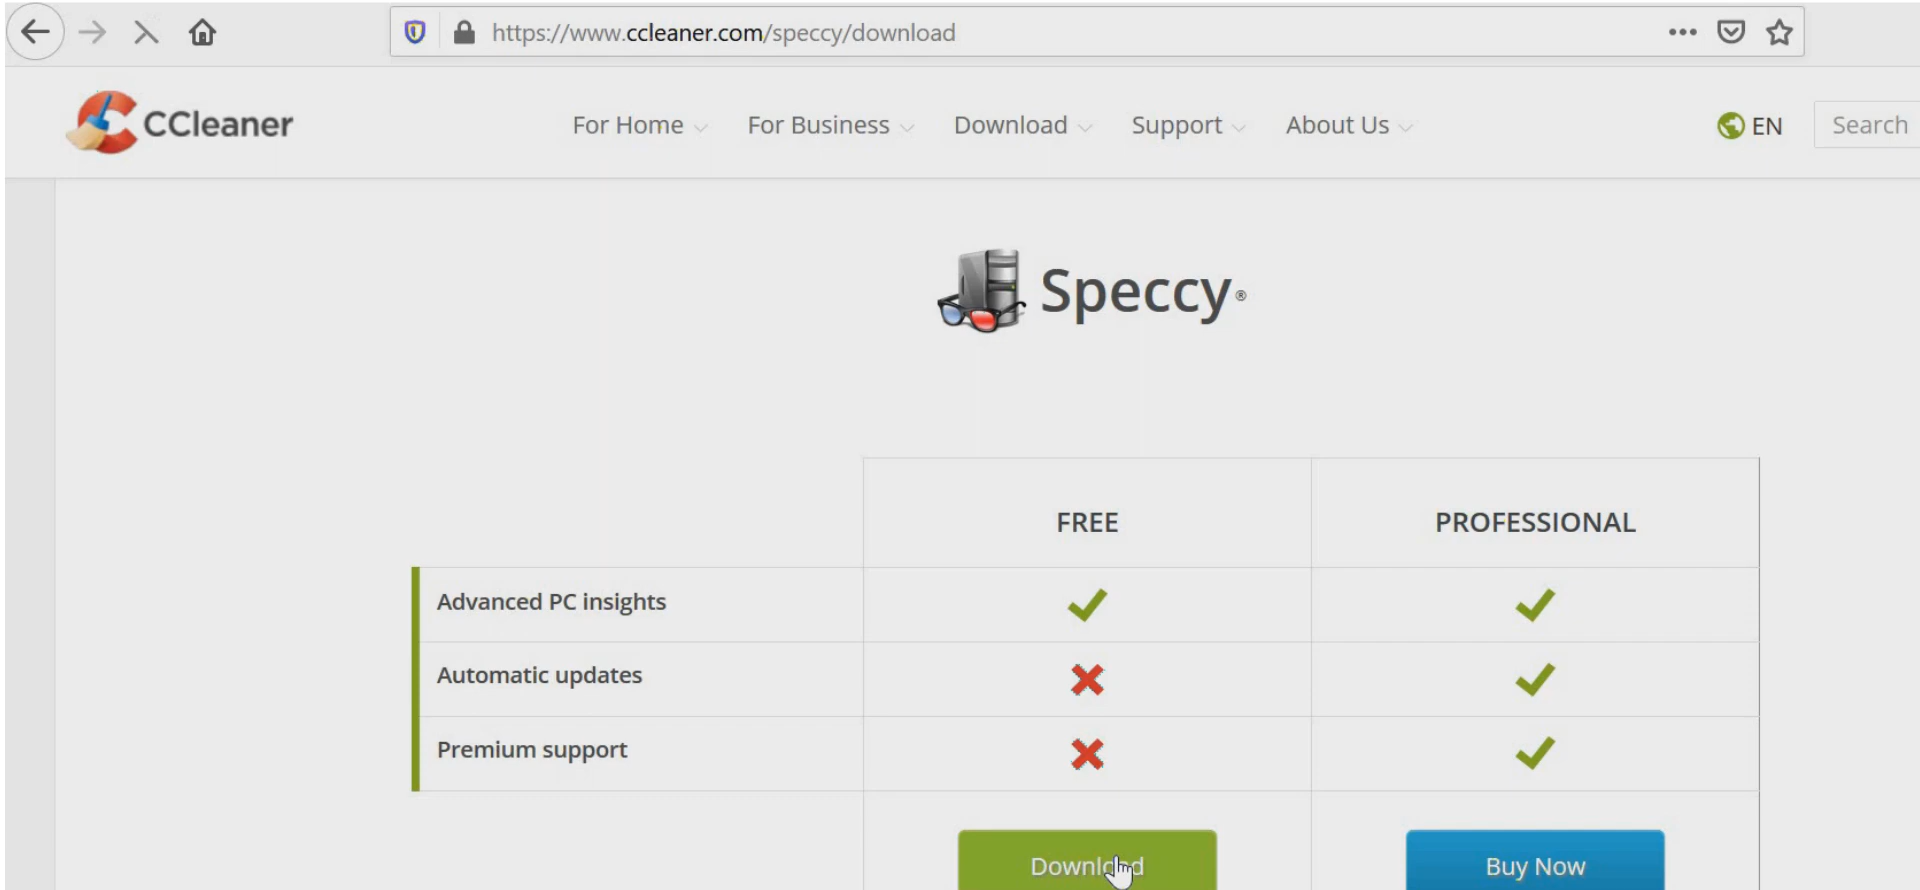 https://www.ccleaner.com/speccy/download
CCleaner
For Home
For Business
Download
Support
About Us
EN
Search
Speccy®
FREE
PROFESSIONAL
Advanced PC insights
Automatic updates
Premium support
Download
Buy Now